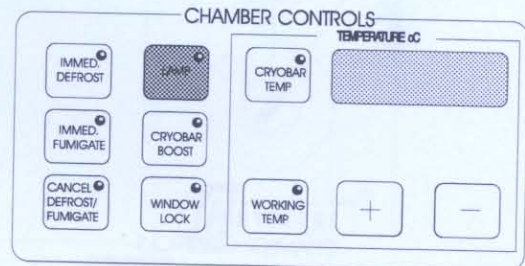 CHAMBER CONTROLS
TEMPERATURE oC
IMMED.
DEFROST
LAMP
CRYOBAR
TEMP
IMMED.
FUMIGATE
CRYOBAR
BOOST
CANCEL
DEFROST/
FUMIGATE
WINDOW
LOCK
WORKING
TEMP
+
−